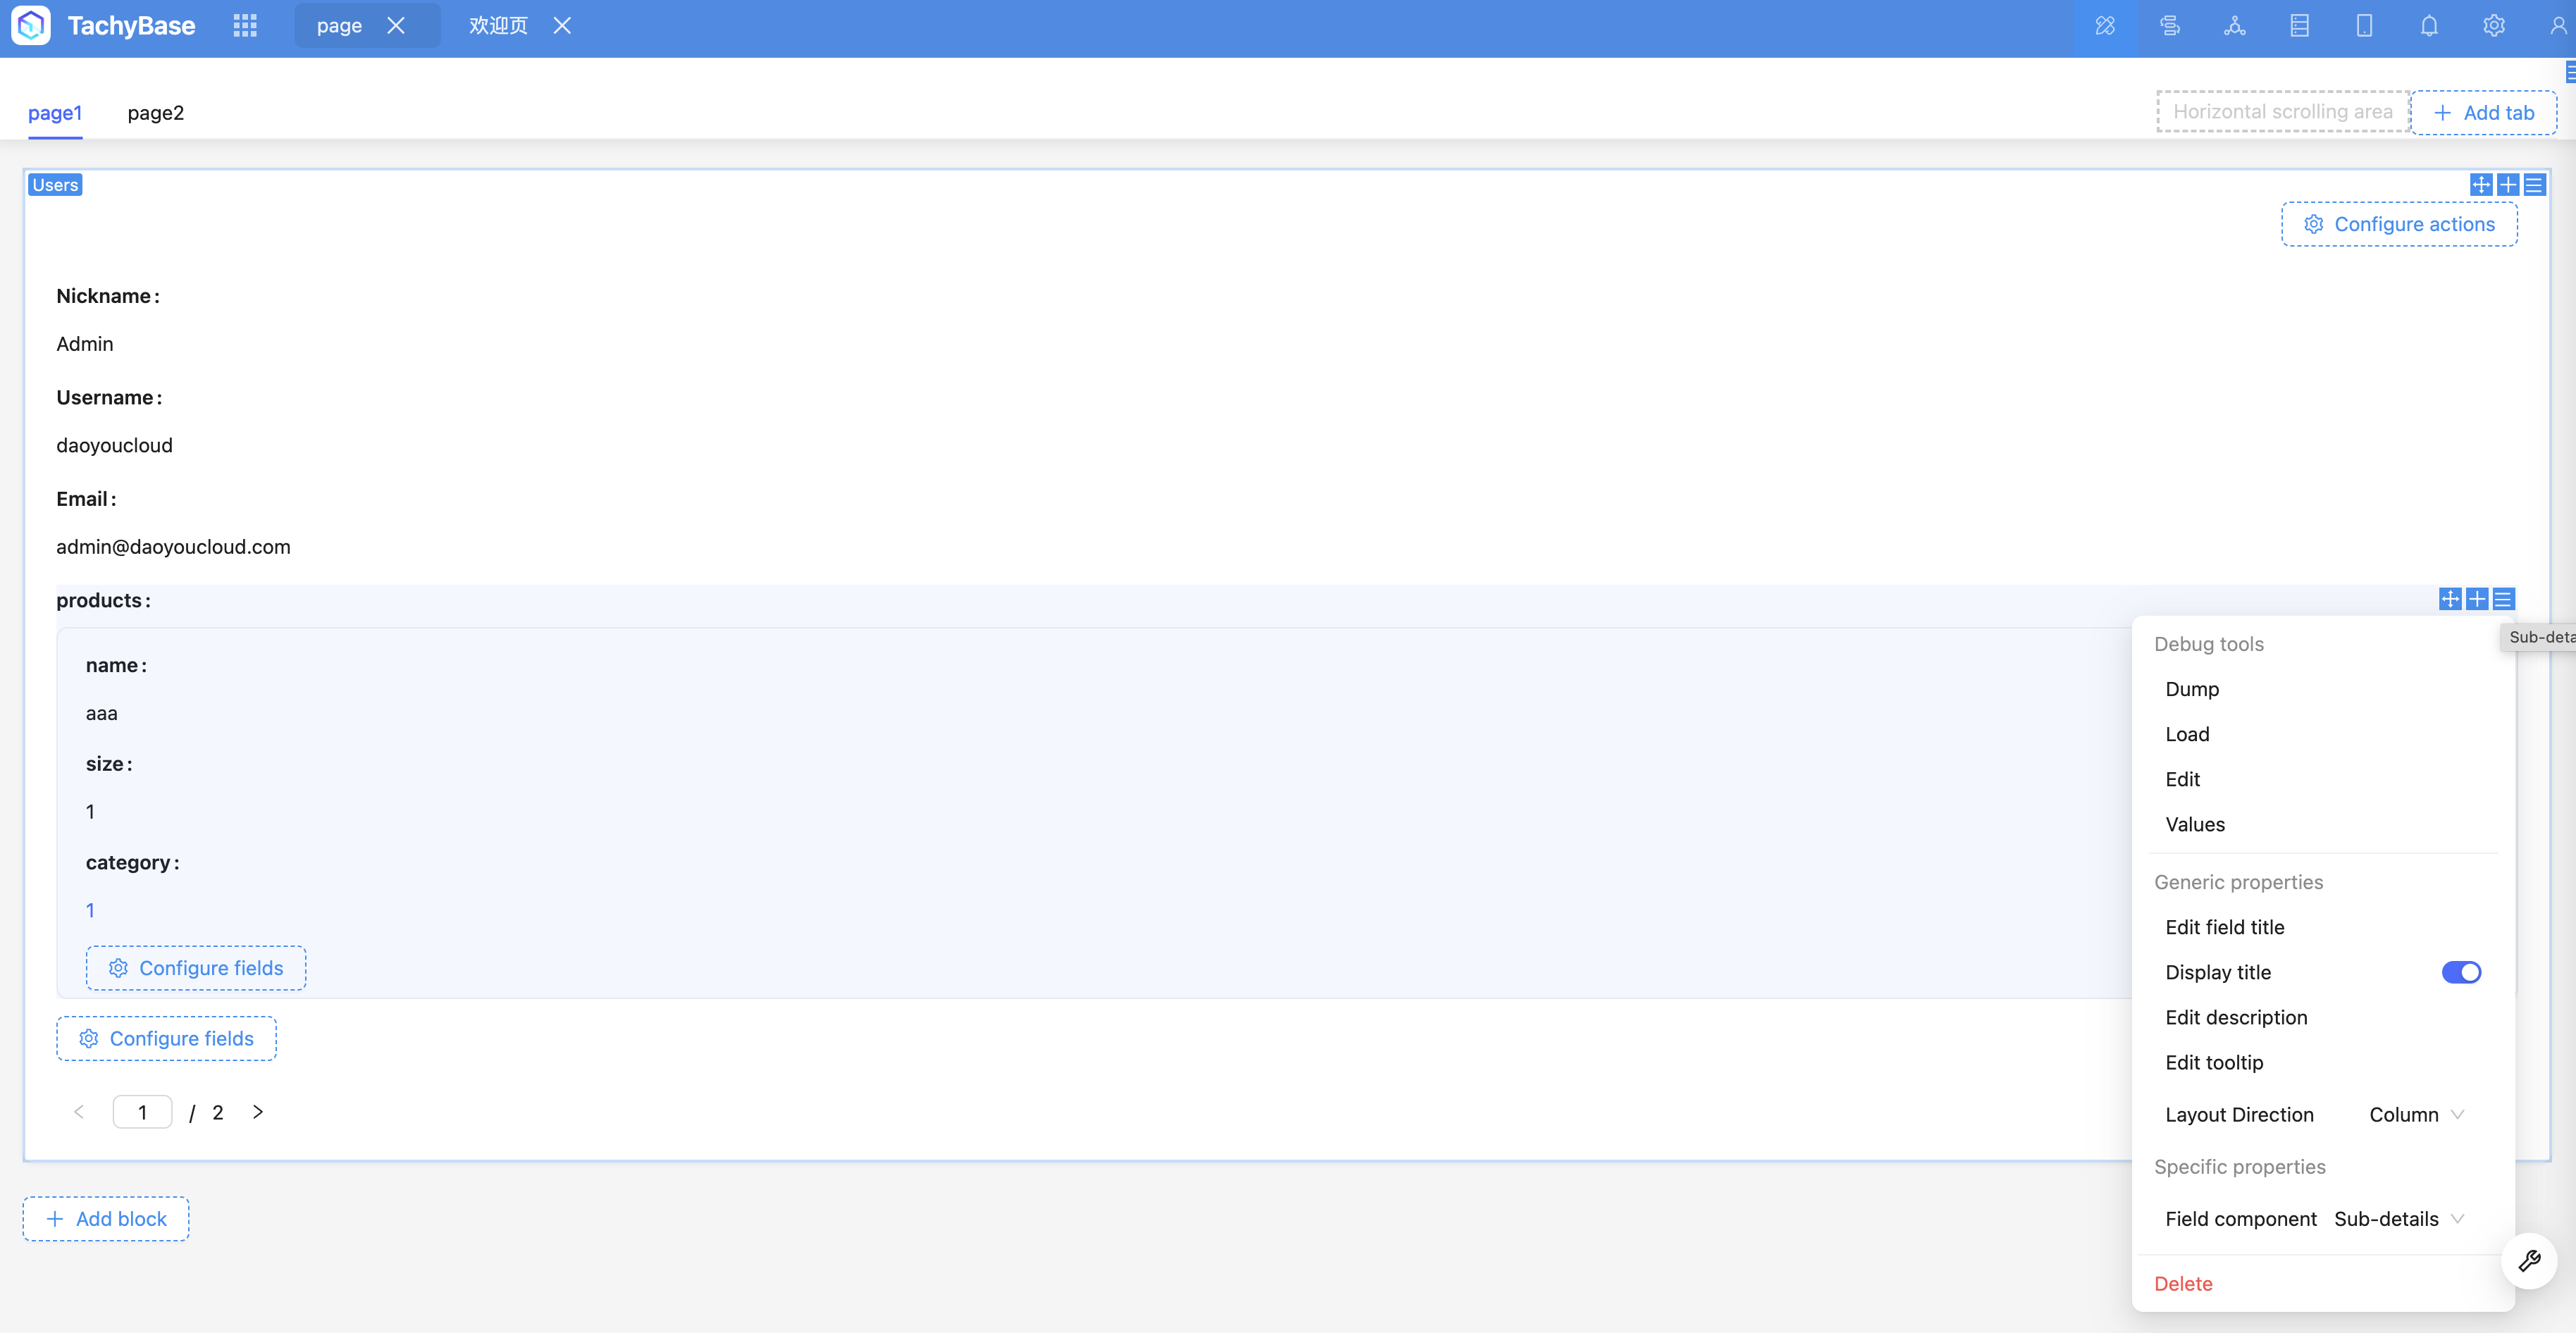 TachyBase page 欢迎页
page1 page2 Horizontal scrolling area Add tab
Users
Configure actions
Nickname:
Admin
Username:
daoyoucloud
Email:
admin@daoyoucloud.com
products:
name:
aaa
size:
1
category:
1
Configure fields
Configure fields
1 / 2
Add block
Sub-deta
Debug tools
Dump
Load
Edit
Values
Generic properties
Edit field title
Display title
Edit description
Edit tooltip
Layout Direction Column
Specific properties
Field component Sub-details
Delete